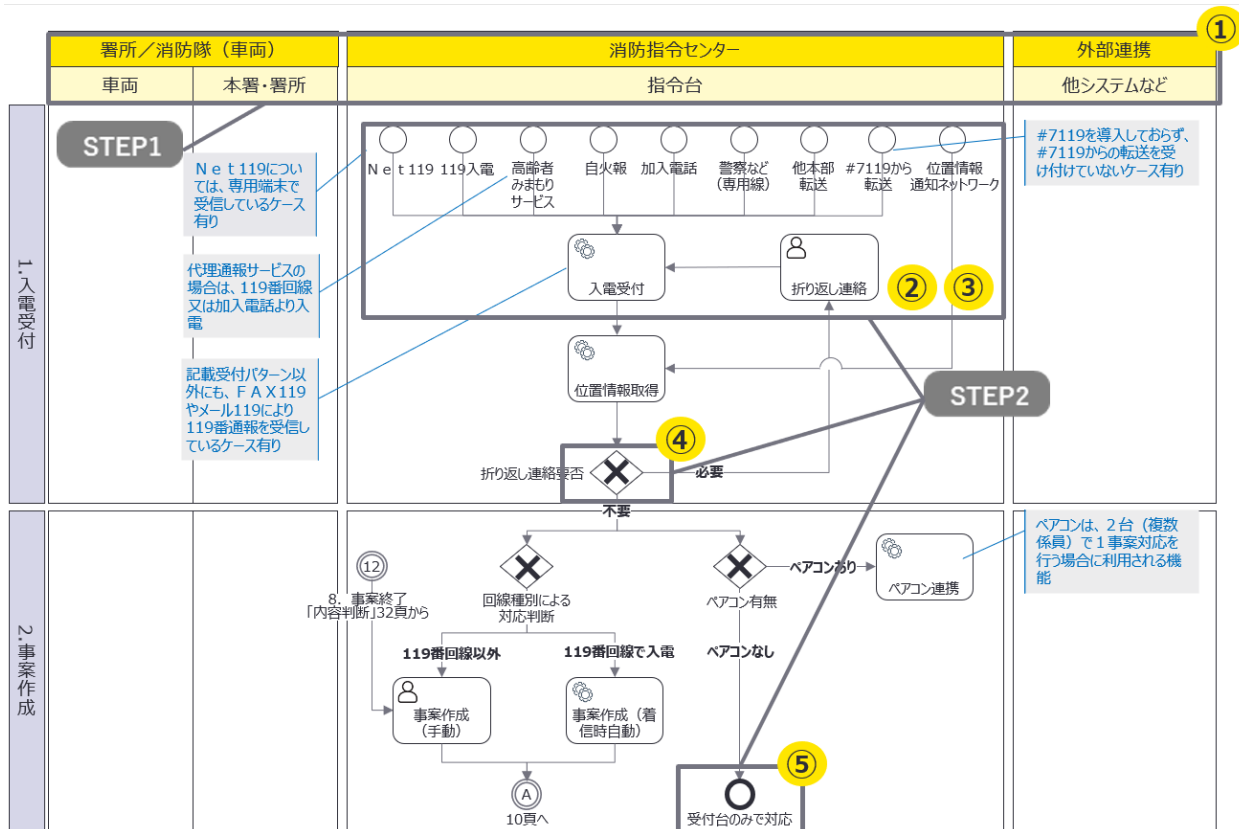 ①
署所／消防隊（車両）
消防指令センター
外部連携
車両
本署・署所
指令台
他システムなど
STEP1
1.入電受付
Ｎｅｔ119につい
ては、専用端末で
受信しているケース
有り
代理通報サービスの
場合は、119番回線
又は加入電話より入
電
記載受付パターン以
外にも、ＦＡＸ119
やメール119により
119番通報を受信し
ているケース有り
Ｎｅｔ119
119入電
高齢者
みまもり
サービス
自火報
加入電話
警察など
（専用線）
他本部
転送
#7119から
転送
位置情報
通知ネットワーク
#7119を導入しておらず、
#7119からの転送を受
け付けていないケース有り
入電受付
折り返し連絡
②
③
位置情報取得
STEP2
④
折り返し連絡要否
必要
不要
2.事案作成
12
8．事案終了
「内容判断」32頁から
回線種別による
対応判断
ペアコン有無
ペアコンあり
ペアコン連携
ペアコンは、２台（複数
係員）で１事案対応を
行う場合に利用される機
能
119番回線以外
119番回線で入電
ペアコンなし
事案作成
（手動）
事案作成（着
信時自動）
A
10頁へ
⑤
受付台のみで対応